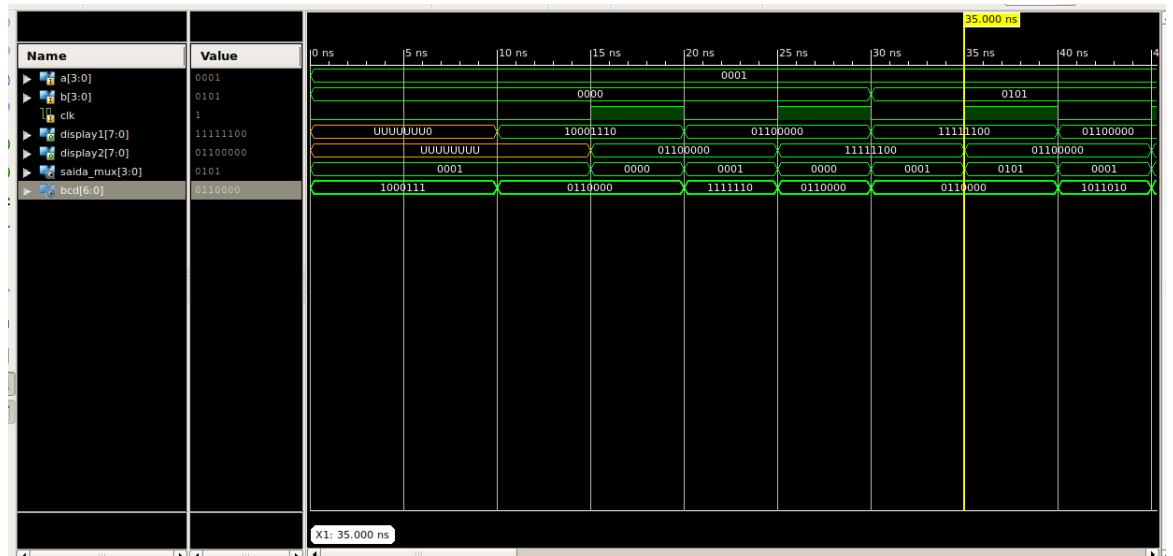 35.000 ns
Name Value 0 ns 5 ns 10 ns 15 ns 20 ns 25 ns 30 ns 35 ns 40 ns
a[3:0] 0001 0001
b[3:0] 0101 0000 0101
clk 1
display1[7:0] 11111100 UUUUUUU0 10001110 01100000 11111100 01100000
display2[7:0] 01100000 UUUUUUUU 01100000 11111100 01100000
saida_mux[3:0] 0101 0001 0000 0001 0000 0001 0101 0001
bcd[6:0] 0110000 1000111 0110000 1111110 0110000 0110000 1011010
X1: 35.000 ns